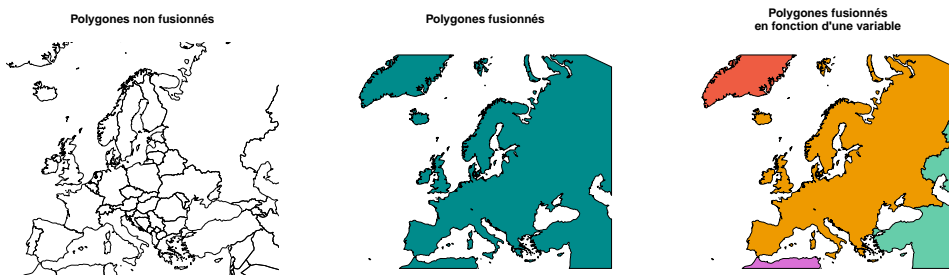 Polygones non fusionnés
Polygones fusionnés
Polygones fusionnés
en fonction d'une variable